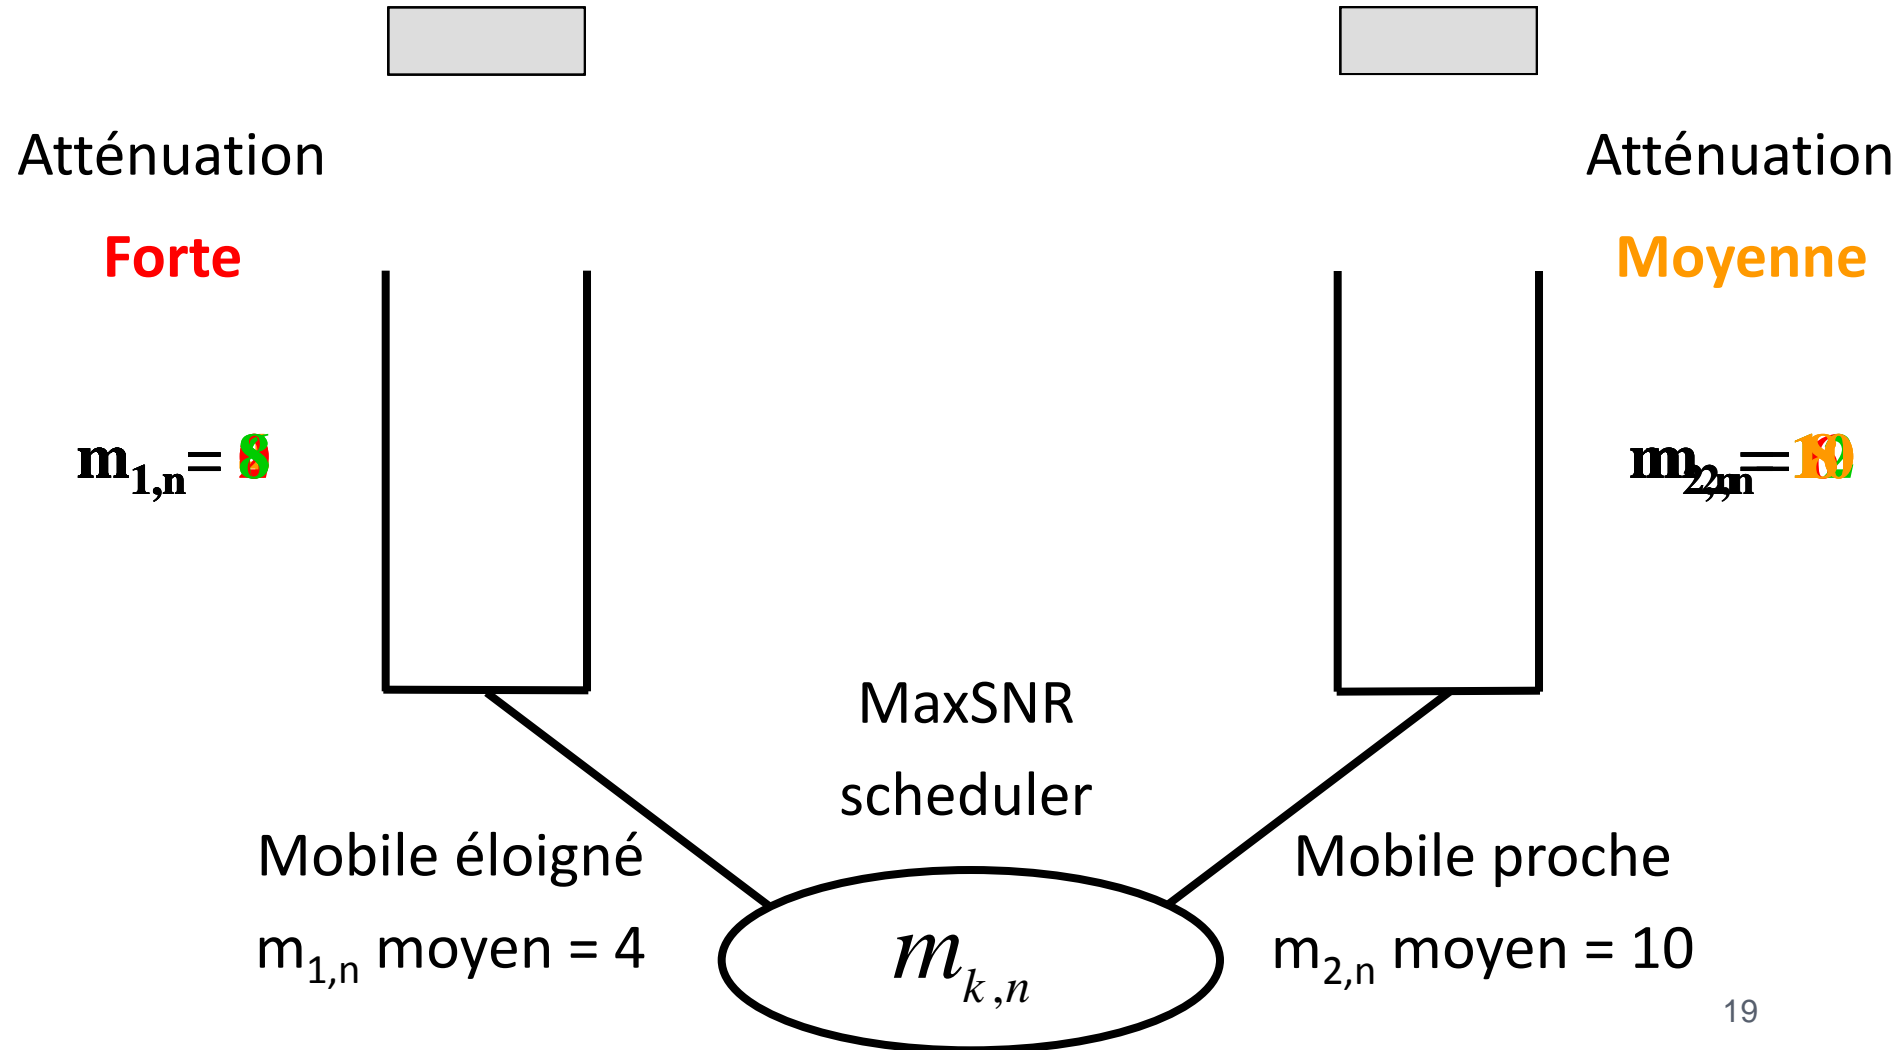 Atténuation
Forte
m1,n=
Atténuation
Moyenne
MaxSNR
scheduler
Mobile éloigné
m1,n moyen = 4
mk,n
Mobile proche
m2,n moyen = 10
19